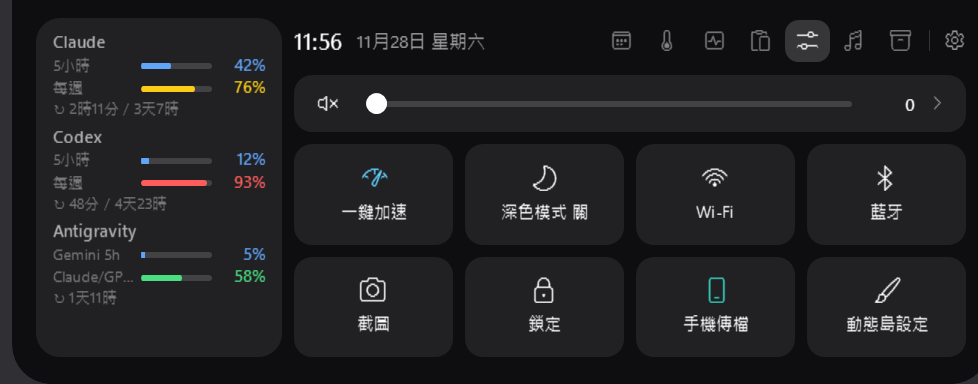 Claude
5小時 42%
每週 76%
↻ 2時11分 / 3天7時
Codex
5小時 12%
每週 93%
↻ 48分 / 4天23時
Antigravity
Gemini 5h 5%
Claude/GP... 58%
↻ 1天11時
11:56 11月28日 星期六
0
一鍵加速
深色模式 關
Wi-Fi
藍牙
截圖
鎖定
手機傳檔
動態島設定